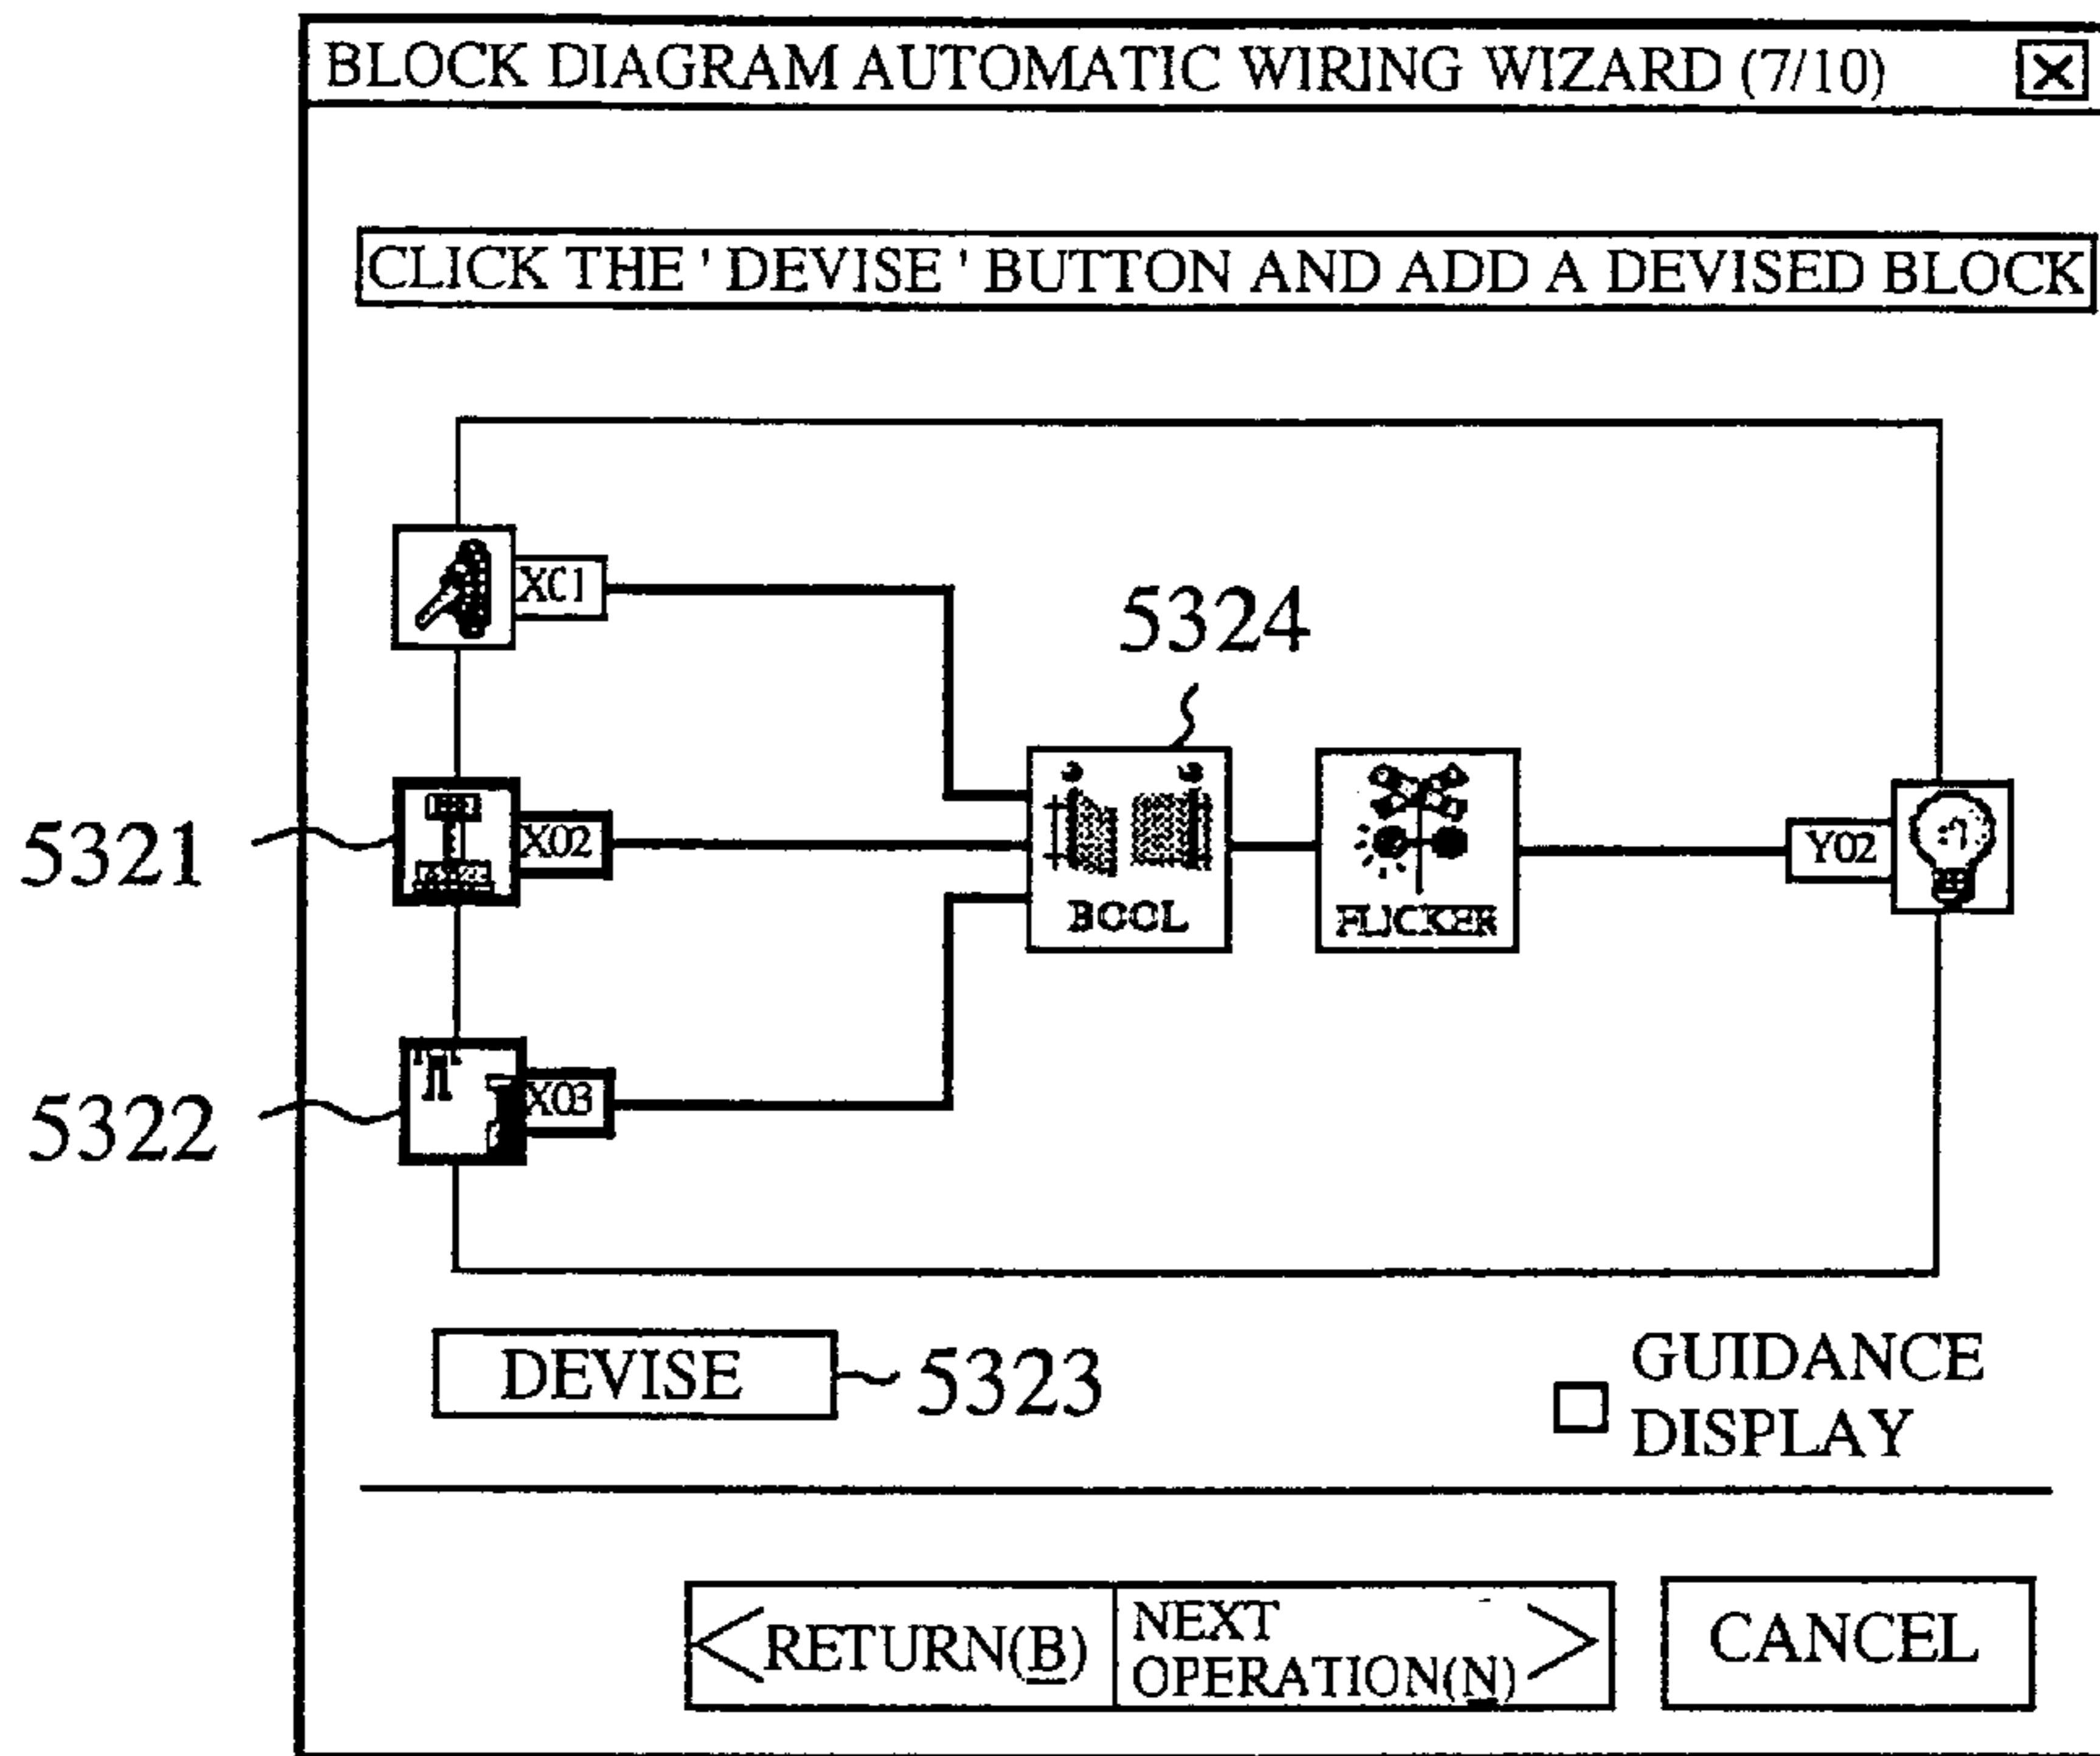 BLOCK DIAGRAM AUTOMATIC WIRING WIZARD (7/10)
CLICK THE ' DEVISE ' BUTTON AND ADD A DEVISED BLOCK
X01
5324
5321
X02
BOOL
FLICKER
Y02
5322
X03
DEVISE
5323
GUIDANCE
DISPLAY
<RETURN(B)
NEXT
OPERATION(N)>
CANCEL